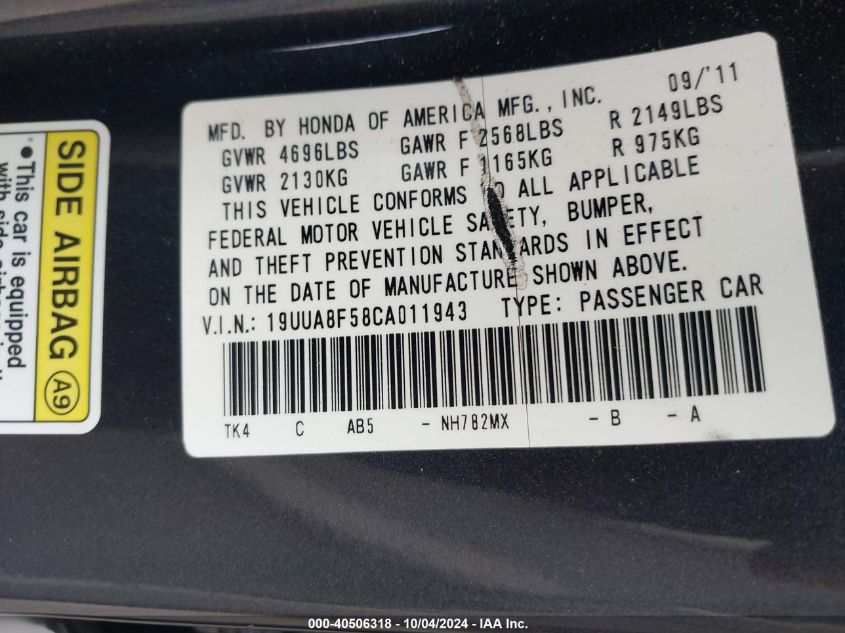 SIDE AIRBAG A9
• This car is equipped
with side airbags
09/'11
MFD. BY HONDA OF AMERICA MFG., INC.
GVWR 4696LBS GAWR F 2568LBS R 2149LBS
GVWR 2130KG GAWR F 1165KG R 975KG
THIS VEHICLE CONFORMS TO ALL APPLICABLE
FEDERAL MOTOR VEHICLE SAFETY, BUMPER,
AND THEFT PREVENTION STANDARDS IN EFFECT
ON THE DATE OF MANUFACTURE SHOWN ABOVE.
V.I.N.: 19UUA8F58CA011943 TYPE: PASSENGER CAR
TK4 C AB5 - NH782MX - B - A
000-40506318 - 10/04/2024 - IAA Inc.